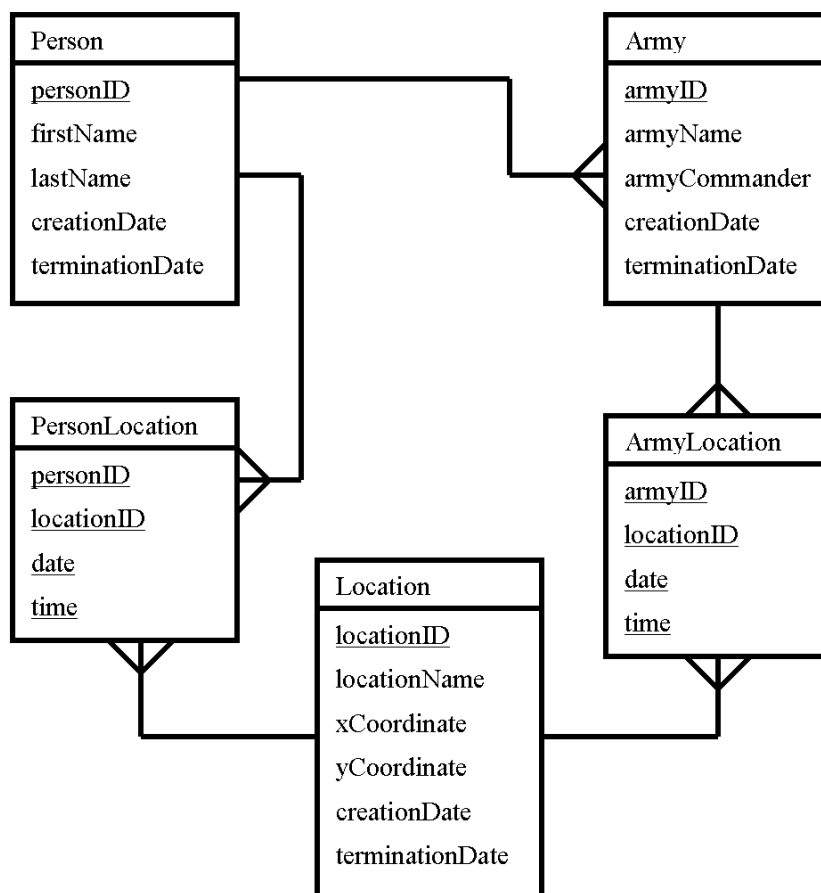 Person
personID
firstName
lastName
creationDate
terminationDate
Army
armyID
armyName
armyCommander
creationDate
terminationDate
PersonLocation
personID
locationID
date
time
ArmyLocation
armyID
locationID
date
time
Location
locationID
locationName
xCoordinate
yCoordinate
creationDate
terminationDate